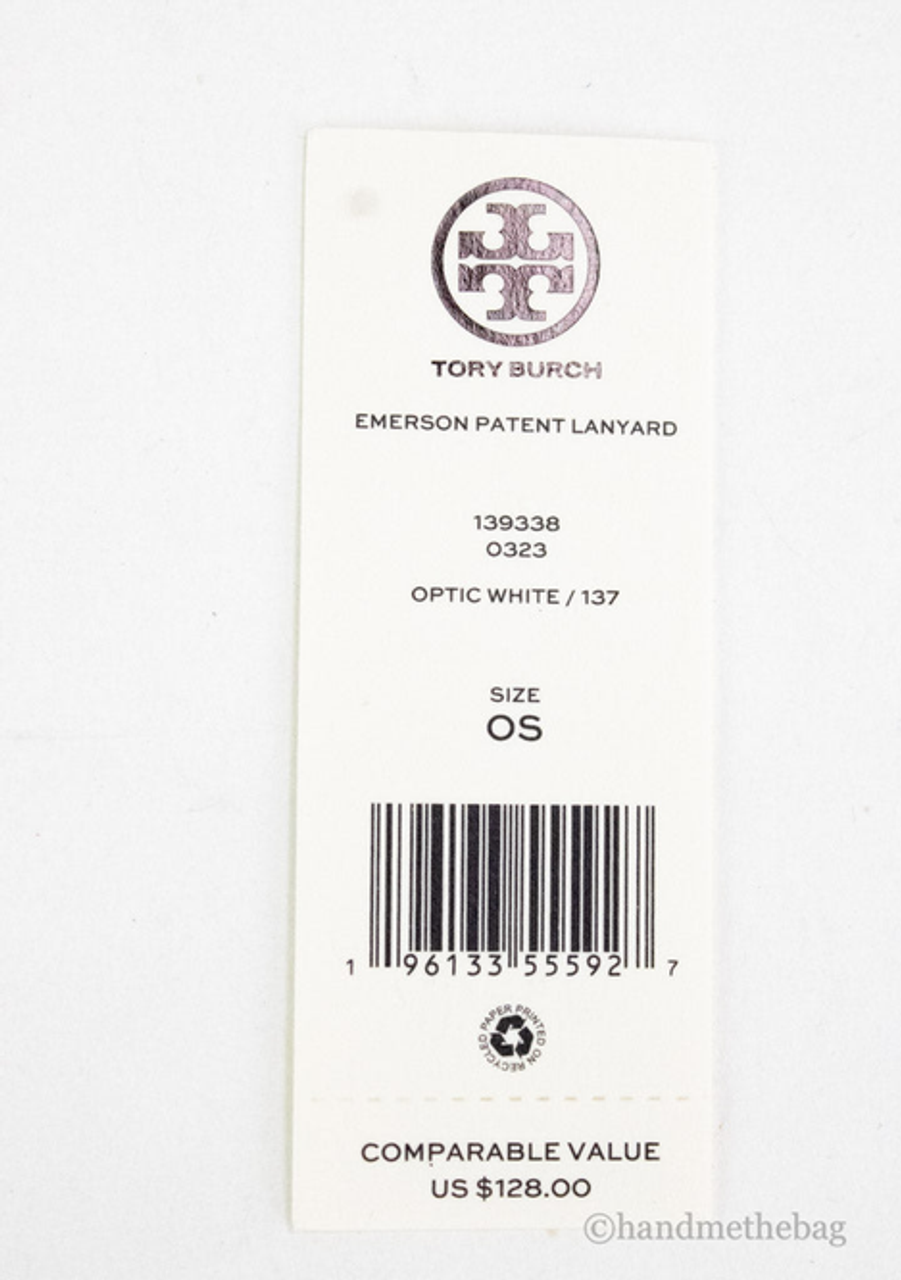 TORY BURCH
EMERSON PATENT LANYARD
139338
0323
OPTIC WHITE / 137
SIZE
OS
1 96133 55592 7
PAPER PRINTED ON RECYCLED
COMPARABLE VALUE
US $128.00
©handmethebag